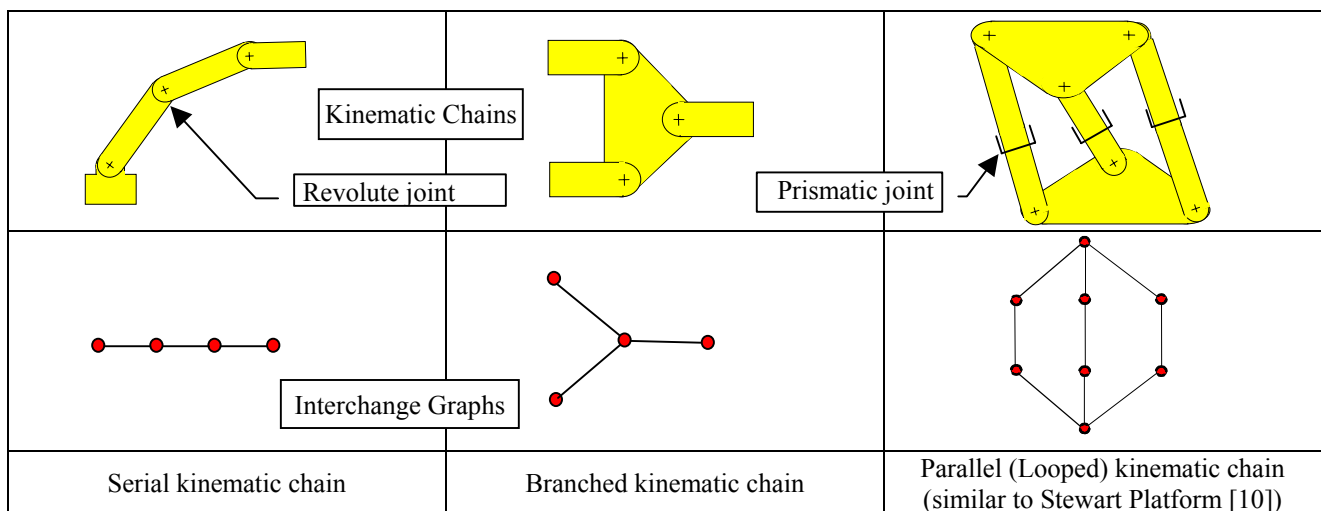 Kinematic Chains
Revolute joint
Prismatic joint
Interchange Graphs
Serial kinematic chain
Branched kinematic chain
Parallel (Looped) kinematic chain
(similar to Stewart Platform [10])